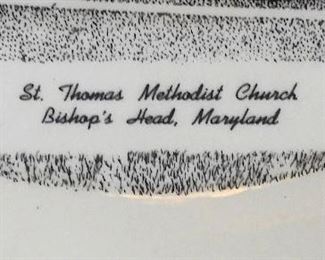 St. Thomas Methodist Church
Bishop's Head, Maryland